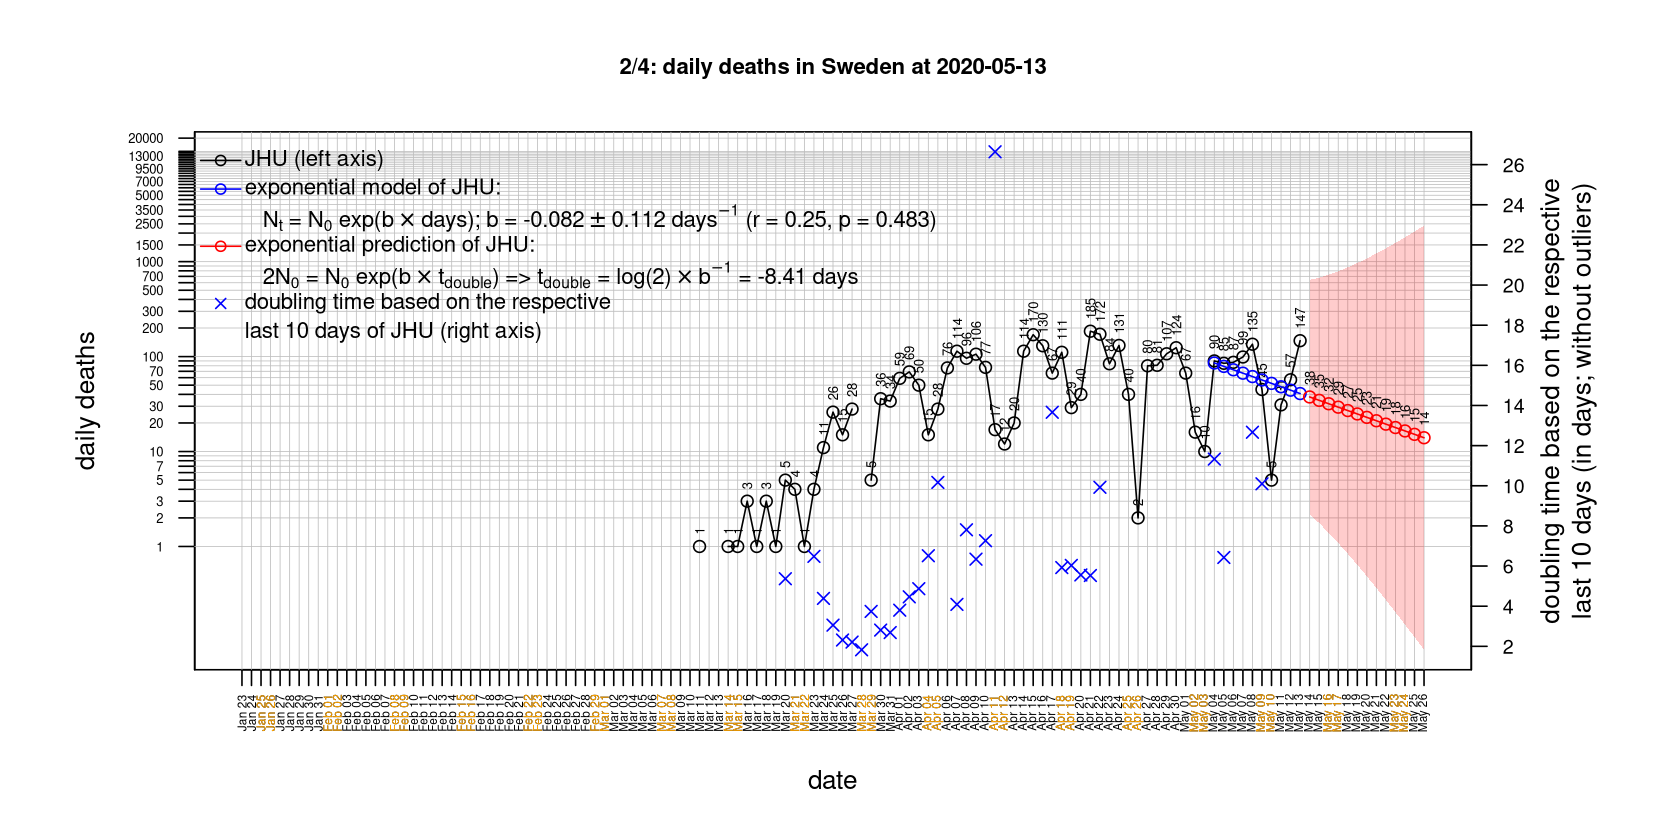 2/4: daily deaths in Sweden at 2020-05-13
JHU (left axis)
exponential model of JHU:
Nt = N0 exp(b × days); b = -0.082 ± 0.112 days−1 (r = 0.25, p = 0.483)
exponential prediction of JHU:
2N0 = N0 exp(b × tdouble) => tdouble = log(2) × b−1 = -8.41 days
doubling time based on the respective
last 10 days of JHU (right axis)
daily deaths
20000
13000
9500
7000
5000
3500
2500
1500
1000
700
500
300
200
100
70
50
30
20
10
7
5
3
2
1
26
24
22
20
18
16
14
12
10
8
6
4
2
doubling time based on the respective
last 10 days (in days; without outliers)
1
1
1
3
1
3
1
5
4
1
4
11
26
15
28
5
36
34
59
69
50
15
28
76
114
96
106
77
17
12
20
114
170
130
67
111
29
40
185
172
84
131
40
2
80
81
107
124
67
16
10
90
85
87
99
135
45
5
57
147
38
35
32
29
27
25
23
21
19
18
16
15
14
Jan 23
Jan 24
Jan 25
Jan 26
Jan 27
Jan 28
Jan 29
Jan 30
Jan 31
Feb 01
Feb 02
Feb 03
Feb 04
Feb 05
Feb 06
Feb 07
Feb 08
Feb 09
Feb 10
Feb 11
Feb 12
Feb 13
Feb 14
Feb 15
Feb 16
Feb 17
Feb 18
Feb 19
Feb 20
Feb 21
Feb 22
Feb 23
Feb 24
Feb 25
Feb 26
Feb 27
Feb 28
Feb 29
Mar 01
Mar 02
Mar 03
Mar 04
Mar 05
Mar 06
Mar 07
Mar 08
Mar 09
Mar 10
Mar 11
Mar 12
Mar 13
Mar 14
Mar 15
Mar 16
Mar 17
Mar 18
Mar 19
Mar 20
Mar 21
Mar 22
Mar 23
Mar 24
Mar 25
Mar 26
Mar 27
Mar 28
Mar 29
Mar 30
Mar 31
Apr 01
Apr 02
Apr 03
Apr 04
Apr 05
Apr 06
Apr 07
Apr 08
Apr 09
Apr 10
Apr 11
Apr 12
Apr 13
Apr 14
Apr 15
Apr 16
Apr 17
Apr 18
Apr 19
Apr 20
Apr 21
Apr 22
Apr 23
Apr 24
Apr 25
Apr 26
Apr 27
Apr 28
Apr 29
Apr 30
May 01
May 02
May 03
May 04
May 05
May 06
May 07
May 08
May 09
May 10
May 11
May 12
May 13
May 14
May 15
May 16
May 17
May 18
May 19
May 20
May 21
May 22
May 23
May 24
May 25
May 26
date